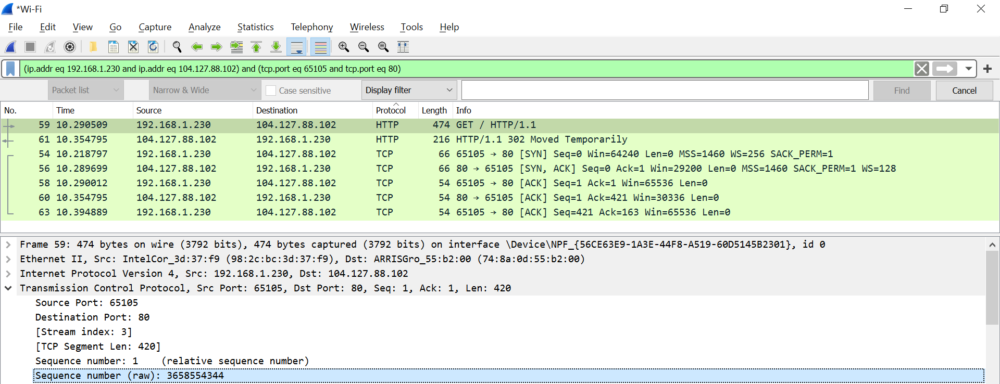 *Wi-Fi
File Edit View Go Capture Analyze Statistics Telephony Wireless Tools Help
(ip.addr eq 192.168.1.230 and ip.addr eq 104.127.88.102) and (tcp.port eq 65105 and tcp.port eq 80)
Packet list Narrow & Wide Case sensitive Display filter Find Cancel
No. Time Source Destination Protocol Length Info
59 10.290509 192.168.1.230 104.127.88.102 HTTP 474 GET / HTTP/1.1
61 10.354795 104.127.88.102 192.168.1.230 HTTP 216 HTTP/1.1 302 Moved Temporarily
54 10.218797 192.168.1.230 104.127.88.102 TCP 66 65105 → 80 [SYN] Seq=0 Win=64240 Len=0 MSS=1460 WS=256 SACK_PERM=1
56 10.289699 104.127.88.102 192.168.1.230 TCP 66 80 → 65105 [SYN, ACK] Seq=0 Ack=1 Win=29200 Len=0 MSS=1460 SACK_PERM=1 WS=128
58 10.290012 192.168.1.230 104.127.88.102 TCP 54 65105 → 80 [ACK] Seq=1 Ack=1 Win=65536 Len=0
60 10.354795 104.127.88.102 192.168.1.230 TCP 54 80 → 65105 [ACK] Seq=1 Ack=421 Win=30336 Len=0
63 10.394889 192.168.1.230 104.127.88.102 TCP 54 65105 → 80 [ACK] Seq=421 Ack=163 Win=65536 Len=0
Frame 59: 474 bytes on wire (3792 bits), 474 bytes captured (3792 bits) on interface \Device\NPF_{56CE63E9-1A3E-44F8-A519-60D5145B2301}, id 0
Ethernet II, Src: IntelCor_3d:37:f9 (98:2c:bc:3d:37:f9), Dst: ARRISGro_55:b2:00 (74:8a:0d:55:b2:00)
Internet Protocol Version 4, Src: 192.168.1.230, Dst: 104.127.88.102
Transmission Control Protocol, Src Port: 65105, Dst Port: 80, Seq: 1, Ack: 1, Len: 420
Source Port: 65105
Destination Port: 80
[Stream index: 3]
[TCP Segment Len: 420]
Sequence number: 1 (relative sequence number)
Sequence number (raw): 3658554344